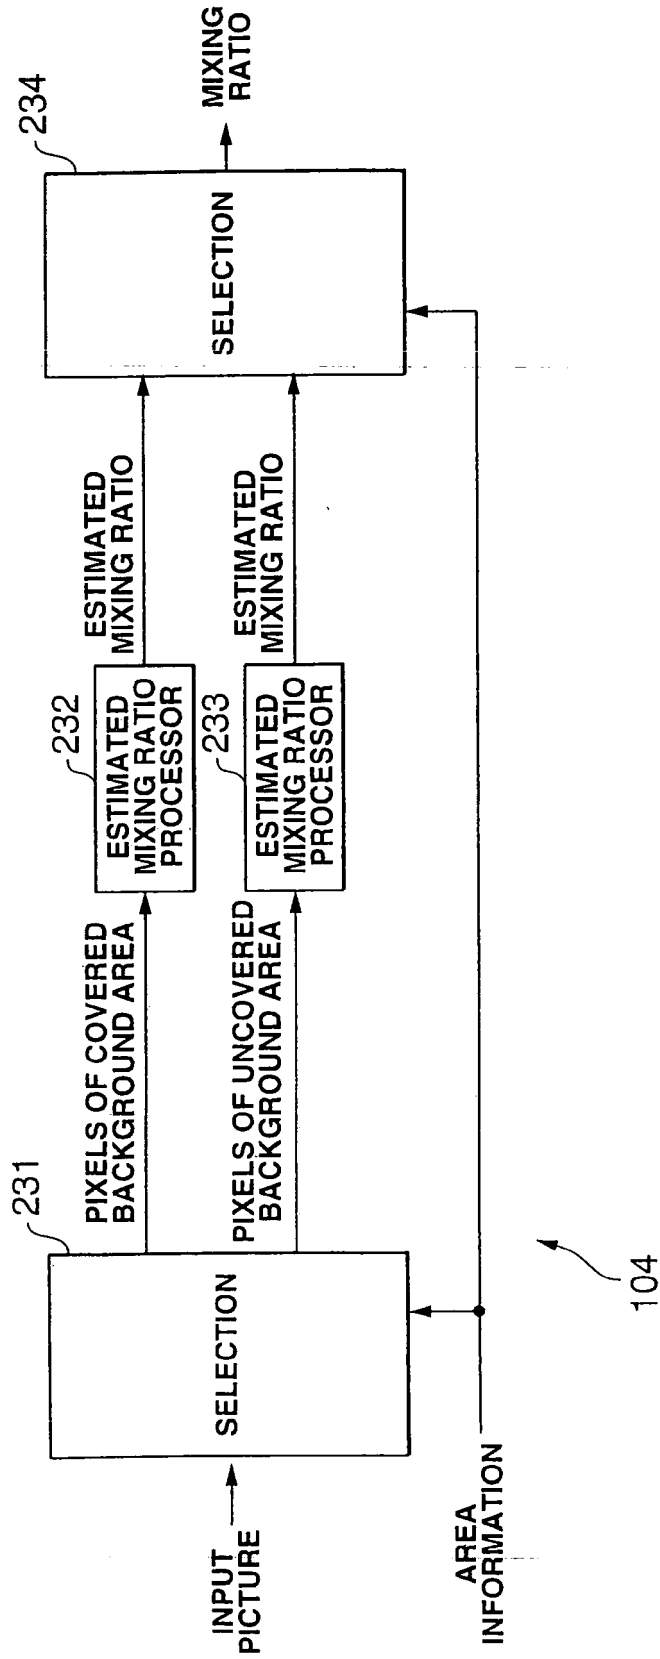 INPUT
PICTURE
AREA
INFORMATION
231
SELECTION
PIXELS OF COVERED
BACKGROUND AREA
PIXELS OF UNCOVERED
BACKGROUND AREA
232
ESTIMATED
MIXING RATIO
PROCESSOR
233
ESTIMATED
MIXING RATIO
PROCESSOR
ESTIMATED
MIXING RATIO
ESTIMATED
MIXING RATIO
234
SELECTION
MIXING
RATIO
104